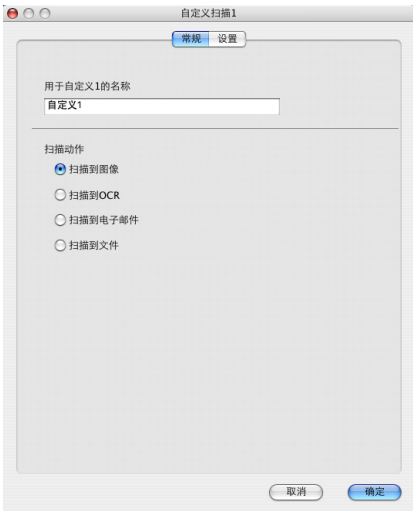 自定义扫描1
常规 设置
用于自定义1的名称
自定义1
扫描动作
扫描到图像
扫描到OCR
扫描到电子邮件
扫描到文件
取消 确定